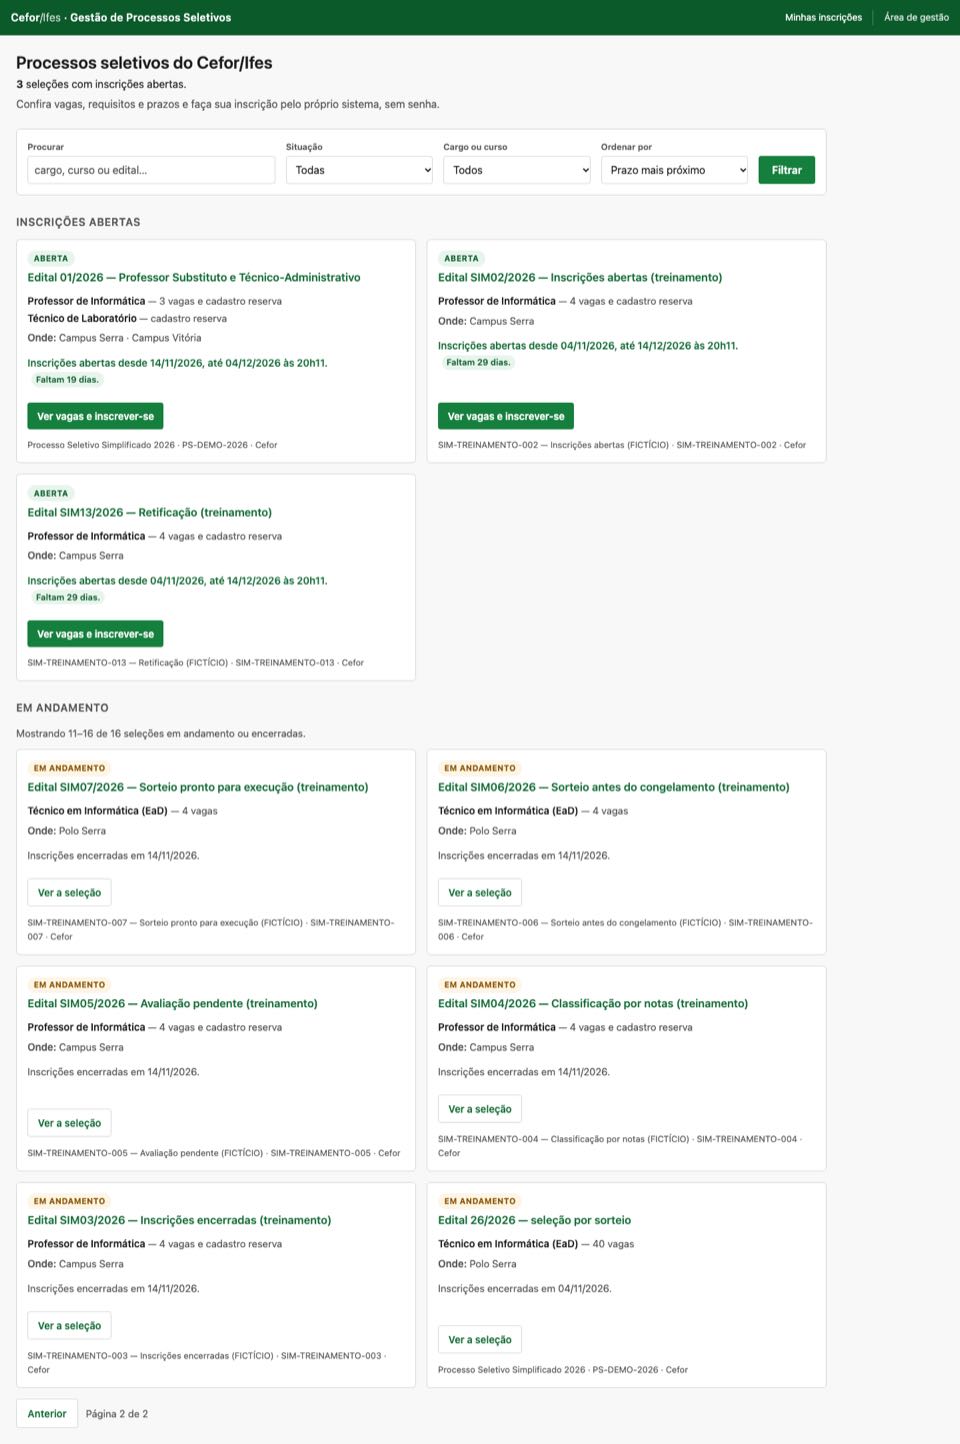 Cefor/Ifes · Gestão de Processos Seletivos
Minhas inscrições
Área de gestão
Processos seletivos do Cefor/Ifes
3 seleções com inscrições abertas.
Confira vagas, requisitos e prazos e faça sua inscrição pelo próprio sistema, sem senha.
Procurar
Situação
Cargo ou curso
Ordenar por
cargo, curso ou edital...
Todas
Todos
Prazo mais próximo
Filtrar
INSCRIÇÕES ABERTAS
ABERTA
Edital 01/2026 — Professor Substituto e Técnico-Administrativo
Professor de Informática — 3 vagas e cadastro reserva
Técnico de Laboratório — cadastro reserva
Onde: Campus Serra · Campus Vitória
Inscrições abertas desde 14/11/2026, até 04/12/2026 às 20h11.
Faltam 19 dias.
Ver vagas e inscrever-se
Processo Seletivo Simplificado 2026 · PS-DEMO-2026 · Cefor
ABERTA
Edital SIM02/2026 — Inscrições abertas (treinamento)
Professor de Informática — 4 vagas e cadastro reserva
Onde: Campus Serra
Inscrições abertas desde 04/11/2026, até 14/12/2026 às 20h11.
Faltam 29 dias.
Ver vagas e inscrever-se
SIM-TREINAMENTO-002 — Inscrições abertas (FICTÍCIO) · SIM-TREINAMENTO-002 · Cefor
ABERTA
Edital SIM13/2026 — Retificação (treinamento)
Professor de Informática — 4 vagas e cadastro reserva
Onde: Campus Serra
Inscrições abertas desde 04/11/2026, até 14/12/2026 às 20h11.
Faltam 29 dias.
Ver vagas e inscrever-se
SIM-TREINAMENTO-013 — Retificação (FICTÍCIO) · SIM-TREINAMENTO-013 · Cefor
EM ANDAMENTO
Mostrando 11–16 de 16 seleções em andamento ou encerradas.
EM ANDAMENTO
Edital SIM07/2026 — Sorteio pronto para execução (treinamento)
Técnico em Informática (EaD) — 4 vagas
Onde: Polo Serra
Inscrições encerradas em 14/11/2026.
Ver a seleção
SIM-TREINAMENTO-007 — Sorteio pronto para execução (FICTÍCIO) · SIM-TREINAMENTO-
007 · Cefor
EM ANDAMENTO
Edital SIM06/2026 — Sorteio antes do congelamento (treinamento)
Técnico em Informática (EaD) — 4 vagas
Onde: Polo Serra
Inscrições encerradas em 14/11/2026.
Ver a seleção
SIM-TREINAMENTO-006 — Sorteio antes do congelamento (FICTÍCIO) · SIM-TREINAMENTO-
006 · Cefor
EM ANDAMENTO
Edital SIM05/2026 — Avaliação pendente (treinamento)
Professor de Informática — 4 vagas e cadastro reserva
Onde: Campus Serra
Inscrições encerradas em 14/11/2026.
Ver a seleção
SIM-TREINAMENTO-005 — Avaliação pendente (FICTÍCIO) · SIM-TREINAMENTO-005 · Cefor
EM ANDAMENTO
Edital SIM04/2026 — Classificação por notas (treinamento)
Professor de Informática — 4 vagas e cadastro reserva
Onde: Campus Serra
Inscrições encerradas em 14/11/2026.
Ver a seleção
SIM-TREINAMENTO-004 — Classificação por notas (FICTÍCIO) · SIM-TREINAMENTO-004 ·
Cefor
EM ANDAMENTO
Edital SIM03/2026 — Inscrições encerradas (treinamento)
Professor de Informática — 4 vagas e cadastro reserva
Onde: Campus Serra
Inscrições encerradas em 14/11/2026.
Ver a seleção
SIM-TREINAMENTO-003 — Inscrições encerradas (FICTÍCIO) · SIM-TREINAMENTO-003 ·
Cefor
EM ANDAMENTO
Edital 26/2026 — seleção por sorteio
Técnico em Informática (EaD) — 40 vagas
Onde: Polo Serra
Inscrições encerradas em 04/11/2026.
Ver a seleção
Processo Seletivo Simplificado 2026 · PS-DEMO-2026 · Cefor
Anterior
Página 2 de 2